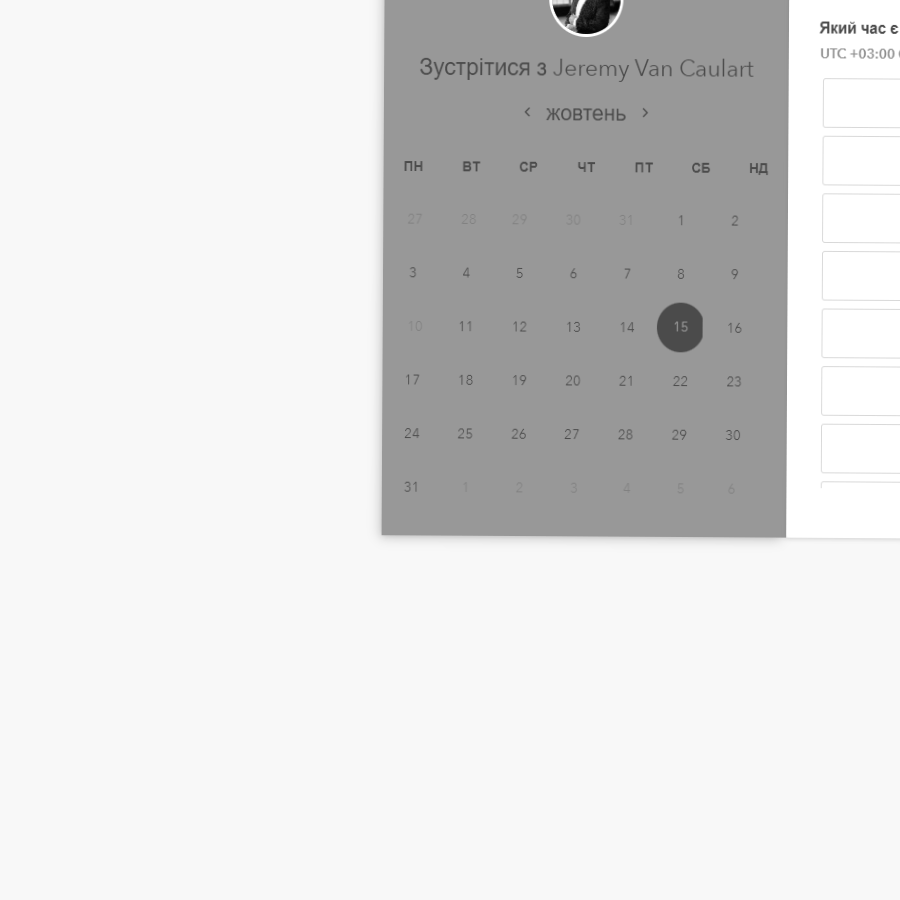 Зустрітися з Jeremy Van Caulart
жовтень
ПН ВТ СР ЧТ ПТ СБ НД
27 28 29 30 31 1 2
3 4 5 6 7 8 9
10 11 12 13 14 15 16
17 18 19 20 21 22 23
24 25 26 27 28 29 30
31 1 2 3 4 5 6
Який час є
UTC +03:00